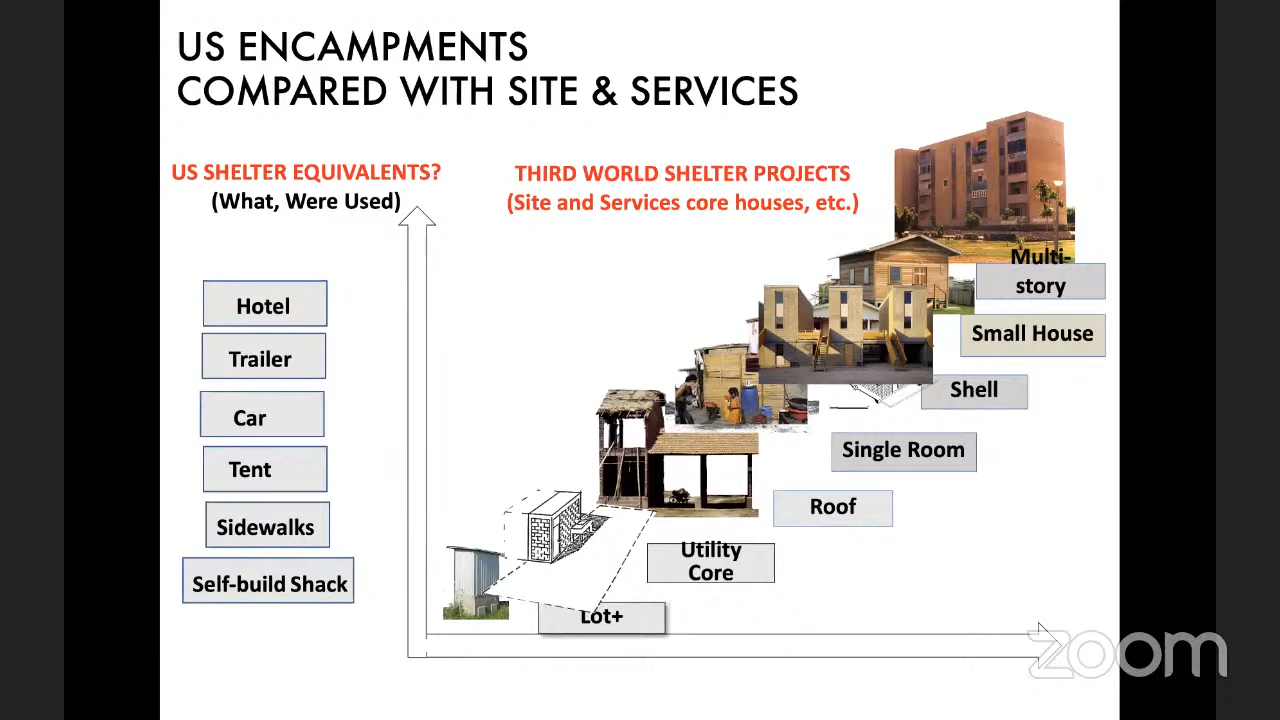 US ENCAMPMENTS
COMPARED WITH SITE & SERVICES
US SHELTER EQUIVALENTS?
(What, Were Used)
THIRD WORLD SHELTER PROJECTS
(Site and Services core houses, etc.)
Hotel
Trailer
Car
Tent
Sidewalks
Self-build Shack
Multi-
story
Small House
Shell
Single Room
Roof
Utility
Core
Lot+
zoom